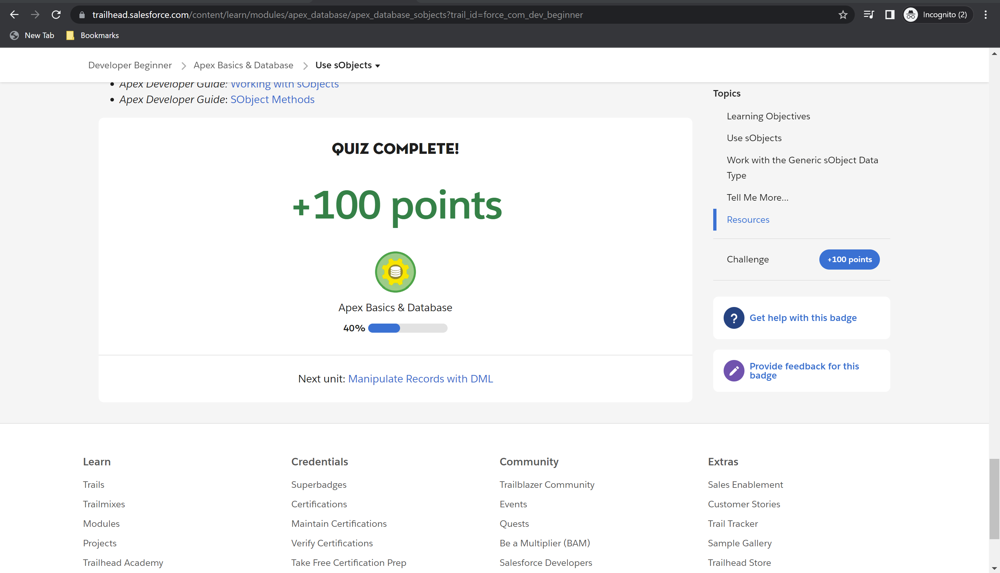 trailhead.salesforce.com/content/learn/modules/apex_database/apex_database_sobjects?trail_id=force_com_dev_beginner
Incognito (2)
New Tab
Bookmarks
Developer Beginner
Apex Basics & Database
Use sObjects
Apex Developer Guide: Working with sObjects
Apex Developer Guide: SObject Methods
QUIZ COMPLETE!
+100 points
Apex Basics & Database
40%
Next unit: Manipulate Records with DML
Topics
Learning Objectives
Use sObjects
Work with the Generic sObject Data
Type
Tell Me More...
Resources
Challenge
+100 points
?
Get help with this badge
Provide feedback for this
badge
Learn
Trails
Trailmixes
Modules
Projects
Trailhead Academy
Credentials
Superbadges
Certifications
Maintain Certifications
Verify Certifications
Take Free Certification Prep
Community
Trailblazer Community
Events
Quests
Be a Multiplier (BAM)
Salesforce Developers
Extras
Sales Enablement
Customer Stories
Trail Tracker
Sample Gallery
Trailhead Store